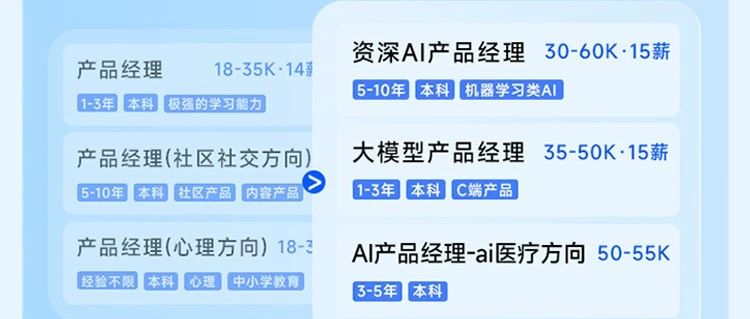 产品经理 18-35K·14薪
1-3年 本科 极强的学习能力
产品经理(社区社交方向)
5-10年 本科 社区产品 内容产品
产品经理(心理方向) 18-3
经验不限 本科 心理 中小学教育
>
资深AI产品经理 30-60K·15薪
5-10年 本科 机器学习类AI
大模型产品经理 35-50K·15薪
1-3年 本科 C端产品
AI产品经理-ai医疗方向 50-55K
3-5年 本科